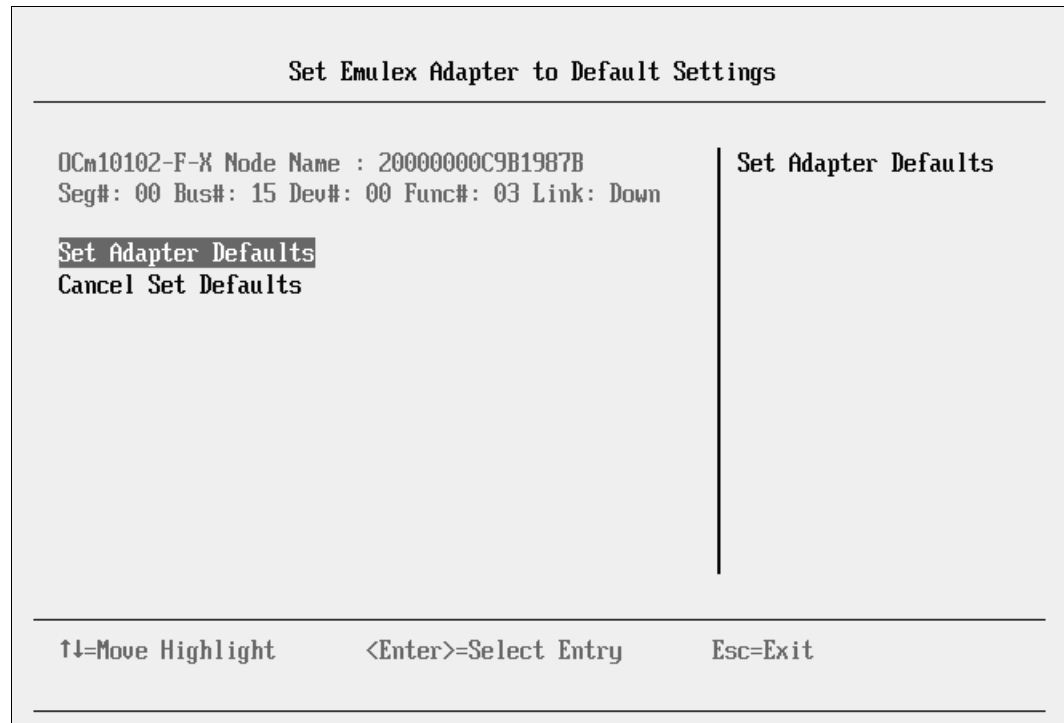 Set Emulex Adapter to Default Settings
OCm10102-F-X Node Name : 20000000C9B1987B
Seg#: 00 Bus#: 15 Dev#: 00 Func#: 03 Link: Down
Set Adapter Defaults
Cancel Set Defaults
Set Adapter Defaults
↑↓=Move Highlight <Enter>=Select Entry Esc=Exit